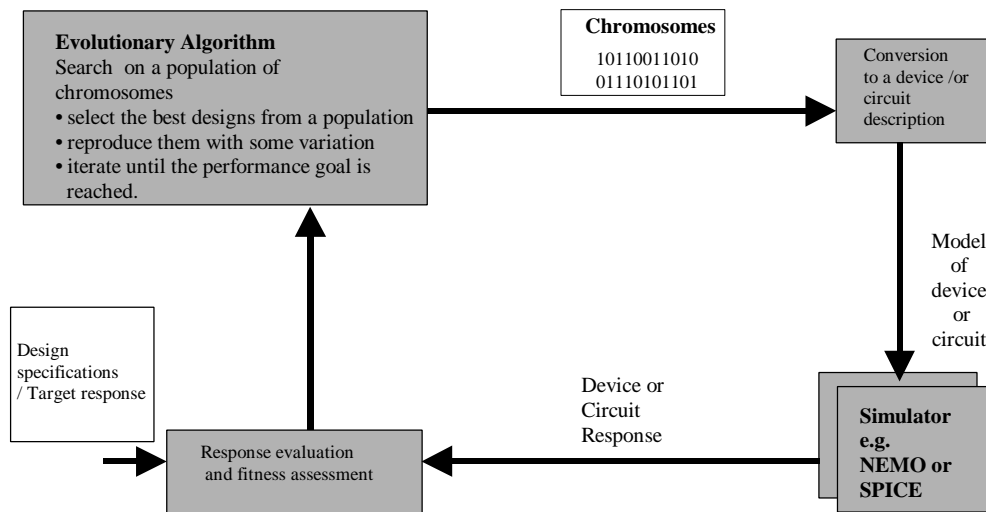 Evolutionary Algorithm
Search on a population of
chromosomes
• select the best designs from a population
• reproduce them with some variation
• iterate until the performance goal is
reached.
Chromosomes
10110011010
01110101101
Conversion
to a device /or
circuit
description
Model
of
device
or
circuit
Design
specifications
/ Target response
Device or
Circuit
Response
Simulator
e.g.
NEMO or
SPICE
Response evaluation
and fitness assessment